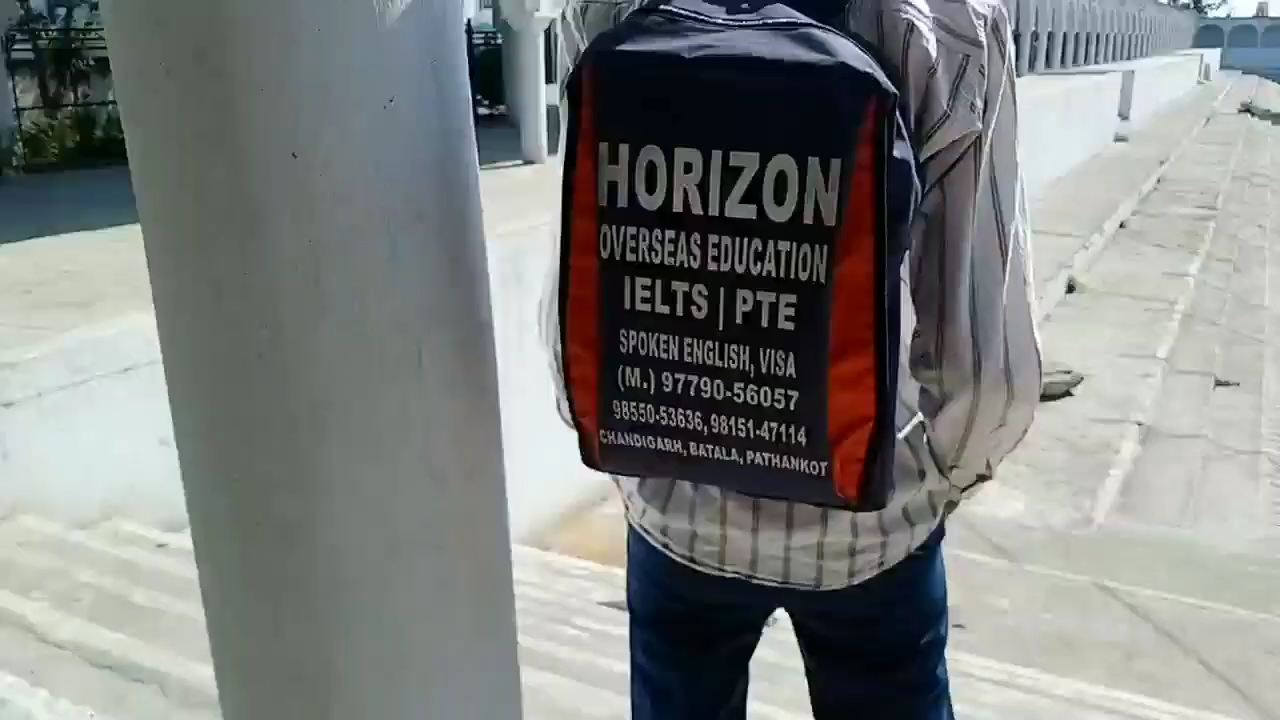 HORIZON
OVERSEAS EDUCATION
IELTS | PTE
SPOKEN ENGLISH, VISA
(M.) 97790-56057
98550-53636, 98151-47114
CHANDIGARH, BATALA, PATHANKOT